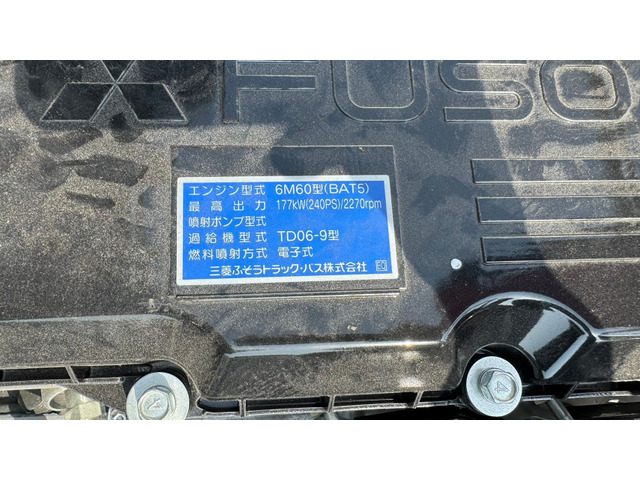 FUSO
エンジン型式 6M60型(BAT5)
最高出力 177kW(240PS)/2270rpm
噴射ポンプ型式
過給機型式 TD06-9型
燃料噴射方式 電子式
三菱ふそうトラック・バス株式会社
4
4